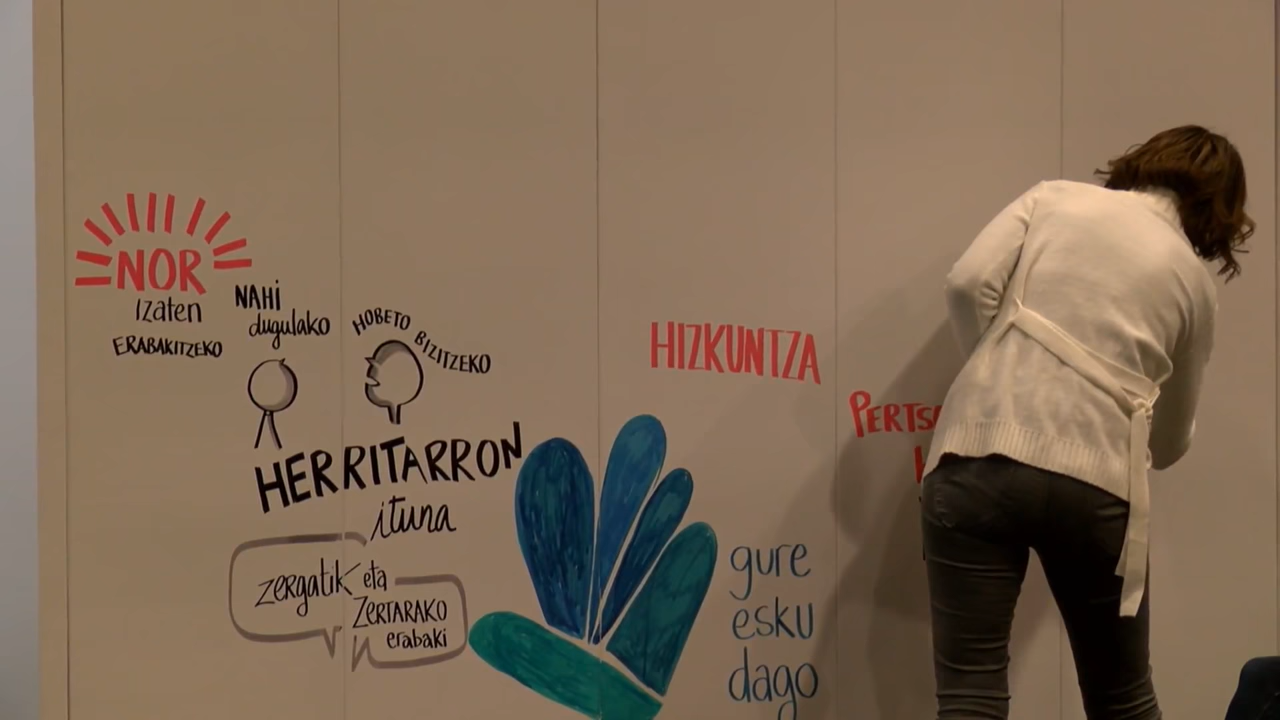 NOR
izaten
ERABAKITZEKO
NAHi
dugulako
HOBETO BIZITZEKO
HERRITARRON
ituna
zergatik eta
ZERTARAKO
erabaki
gure
esku
dago
HIZKUNTZA